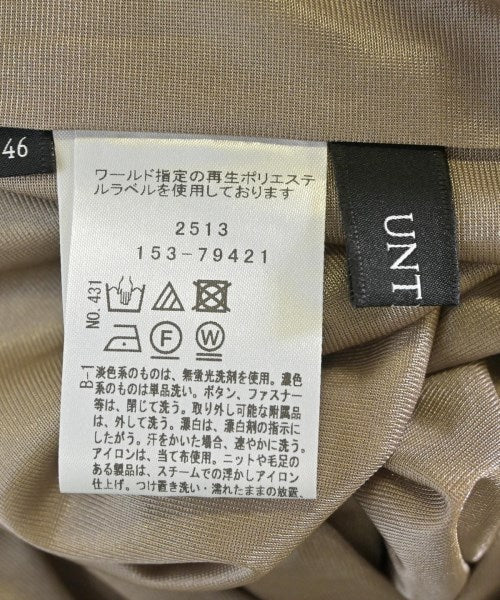 46
ワールド指定の再生ポリエステ
ルラベルを使用しております
2513
153-79421
NO.431
F
W
B-1
淡色系のものは、無蛍光洗剤を使用。濃色
系のものは単品洗い。ボタン、ファスナー
等は、閉じて洗う。取り外し可能な附属品
は、外して洗う。漂白は、漂白剤の指示に
したがう。汗をかいた場合、速やかに洗う。
アイロンは、当て布使用。ニットや毛足の
ある製品は、スチームでの浮かしアイロン
仕上げ。つけ置き洗い・濡れたままの放置、
UNT